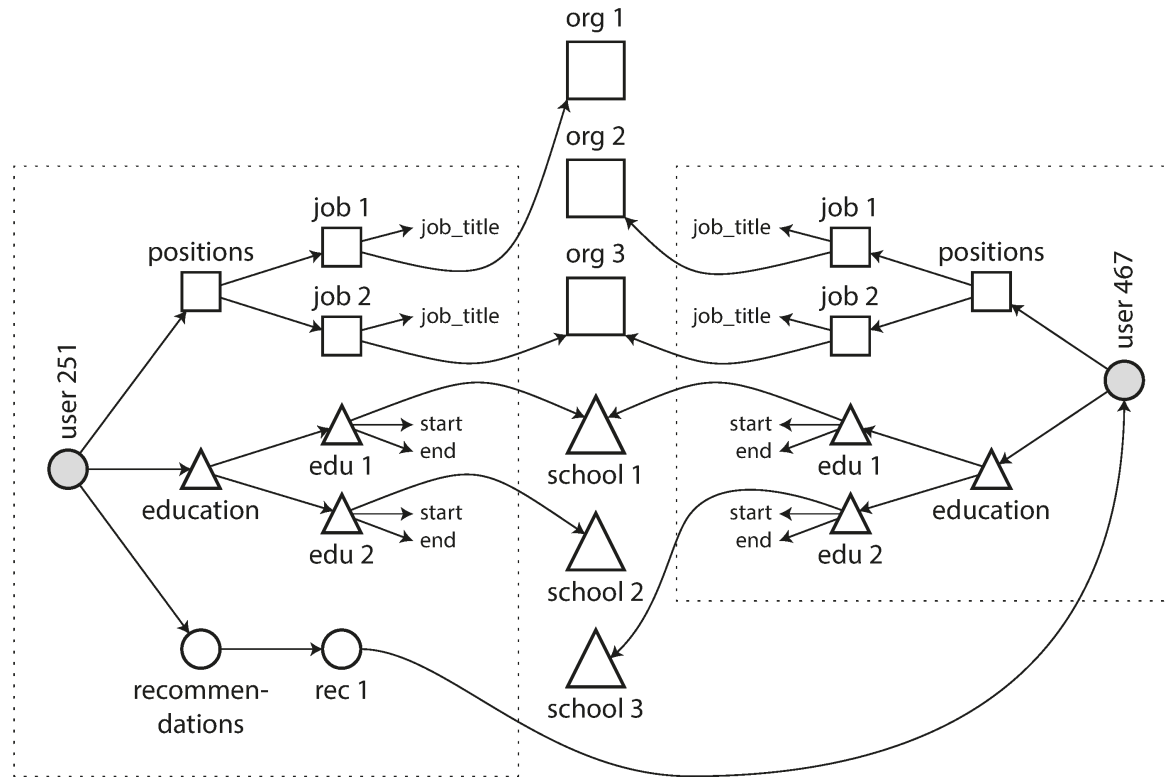 org 1
org 2
org 3
school 1
school 2
school 3
user 251
positions
job 1
job_title
job 2
job_title
education
edu 1
start
end
edu 2
start
end
recommen-
dations
rec 1
user 467
positions
job 1
job_title
job 2
job_title
education
edu 1
start
end
edu 2
start
end